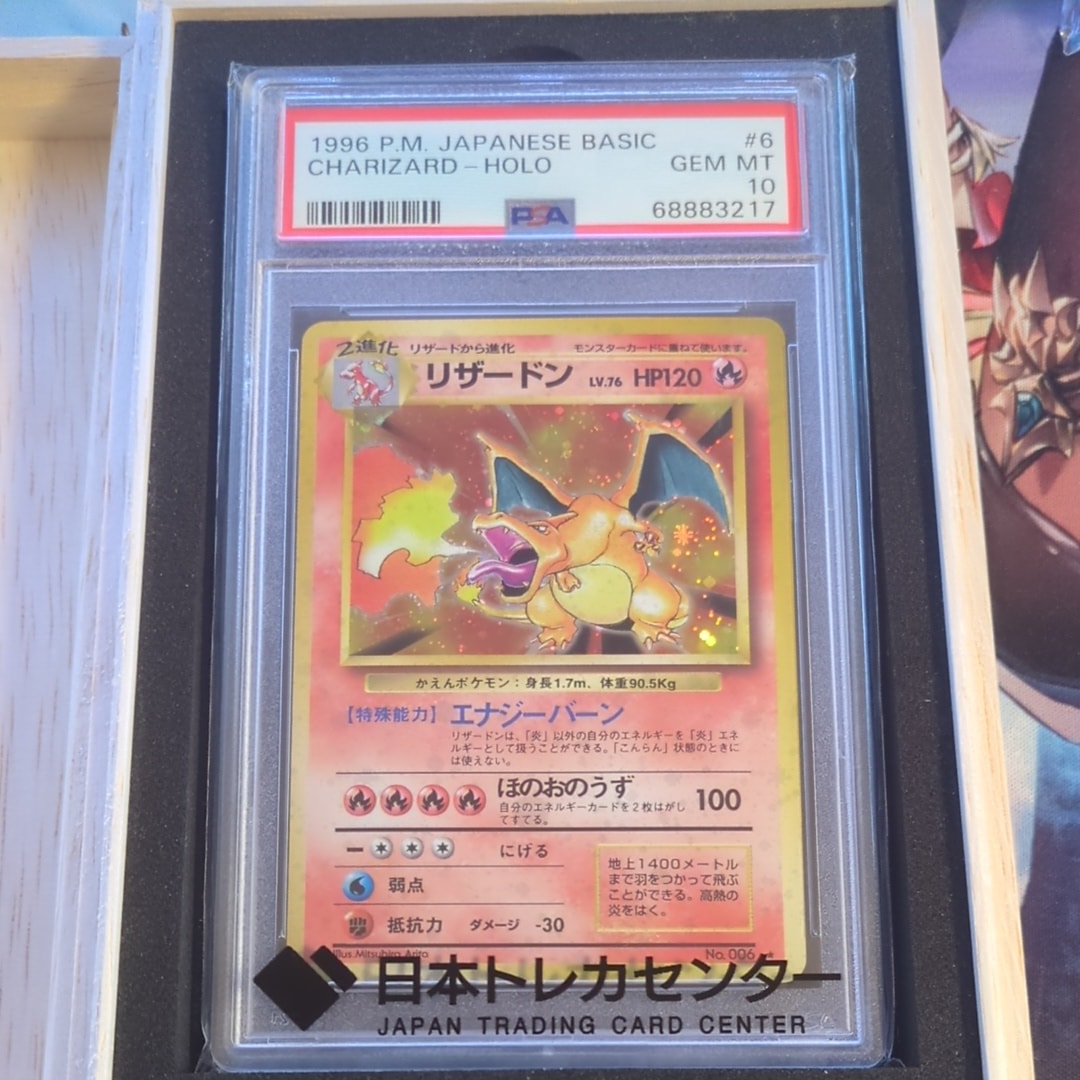 1996 P.M. JAPANESE BASIC #6
CHARIZARD - HOLO GEM MT
10
PSA 68883217
2進化 リザードから進化 モンスターカードに重ねて使います。
リザードン LV.76 HP120
かえんポケモン：身長1.7m、体重90.5Kg
【特殊能力】 エナジーバーン
リザードンは、「炎」以外の自分のエネルギーを「炎」エネ
ルギーとして扱うことができる。「こんらん」状態のときに
は使えない。
ほのおのうず 100
自分のエネルギーカードを2枚はがし
てすてる。
にげる
弱点
抵抗力 ダメージ -30
地上1400メートル
まで羽をつかって飛ぶ
ことができる。高熱の
炎をはく。
Illus. Mitsuhiro Arita No. 006
日本トレカセンター
JAPAN TRADING CARD CENTER